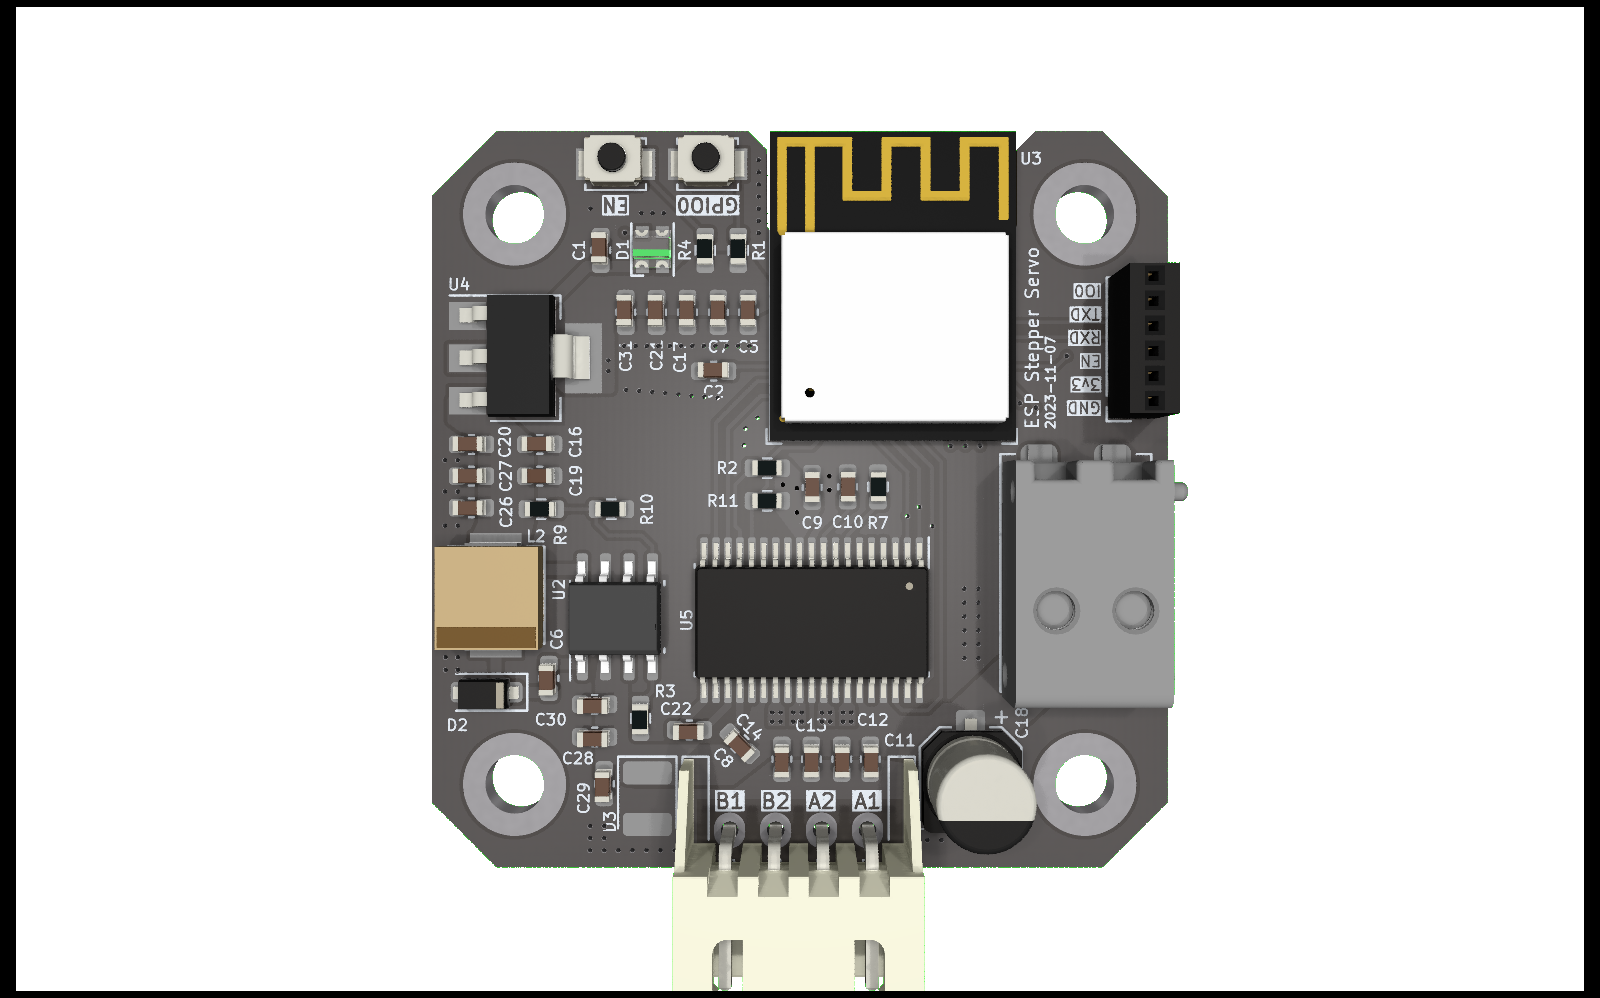 U3
EN
GPIO0
C1
D1
R4
R1
U4
ESP Stepper Servo
2023-11-07
IO0
TXD
RXD
EN
3v3
GND
C31
C21
C17
C7
C5
C2
C20
C16
C27
C19
C26
R9
R10
R2
R11
C9
C10
R7
L2
U2
U5
C6
D2
C30
R3
C22
C28
C14
C8
C13
C12
C11
+
C18
C29
D3
B1
B2
A2
A1